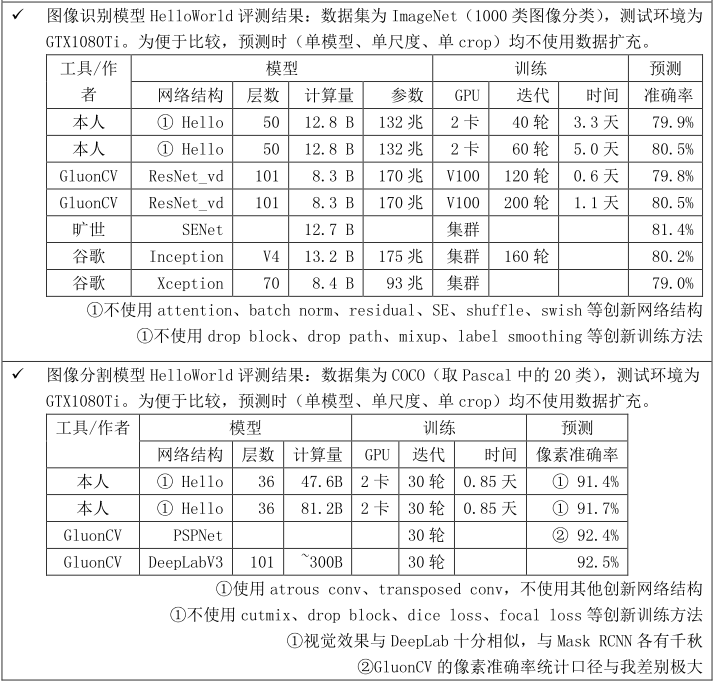 ✓ 图像识别模型 HelloWorld 评测结果：数据集为 ImageNet（1000 类图像分类），测试环境为
GTX1080Ti。为便于比较，预测时（单模型、单尺度、单 crop）均不使用数据扩充。
工具/作者 模型 训练 预测
网络结构 层数 计算量 参数 GPU 迭代 时间 准确率
本人 ① Hello 50 12.8 B 132 兆 2 卡 40 轮 3.3 天 79.9%
本人 ① Hello 50 12.8 B 132 兆 2 卡 60 轮 5.0 天 80.5%
GluonCV ResNet_vd 101 8.3 B 170 兆 V100 120 轮 0.6 天 79.8%
GluonCV ResNet_vd 101 8.3 B 170 兆 V100 200 轮 1.1 天 80.5%
旷世 SENet 12.7 B 集群 81.4%
谷歌 Inception V4 13.2 B 175 兆 集群 160 轮 80.2%
谷歌 Xception 70 8.4 B 93 兆 集群 79.0%
①不使用 attention、batch norm、residual、SE、shuffle、swish 等创新网络结构
①不使用 drop block、drop path、mixup、label smoothing 等创新训练方法
✓ 图像分割模型 HelloWorld 评测结果：数据集为 COCO（取 Pascal 中的 20 类），测试环境为
GTX1080Ti。为便于比较，预测时（单模型、单尺度、单 crop）均不使用数据扩充。
工具/作者 模型 训练 预测
网络结构 层数 计算量 GPU 迭代 时间 像素准确率
本人 ① Hello 36 47.6B 2 卡 30 轮 0.85 天 ① 91.4%
本人 ① Hello 36 81.2B 2 卡 30 轮 0.85 天 ① 91.7%
GluonCV PSPNet 30 轮 ② 92.4%
GluonCV DeepLabV3 101 ~300B 30 轮 92.5%
①使用 atrous conv、transposed conv，不使用其他创新网络结构
①不使用 cutmix、drop block、dice loss、focal loss 等创新训练方法
①视觉效果与 DeepLab 十分相似，与 Mask RCNN 各有千秋
②GluonCV 的像素准确率统计口径与我差别极大